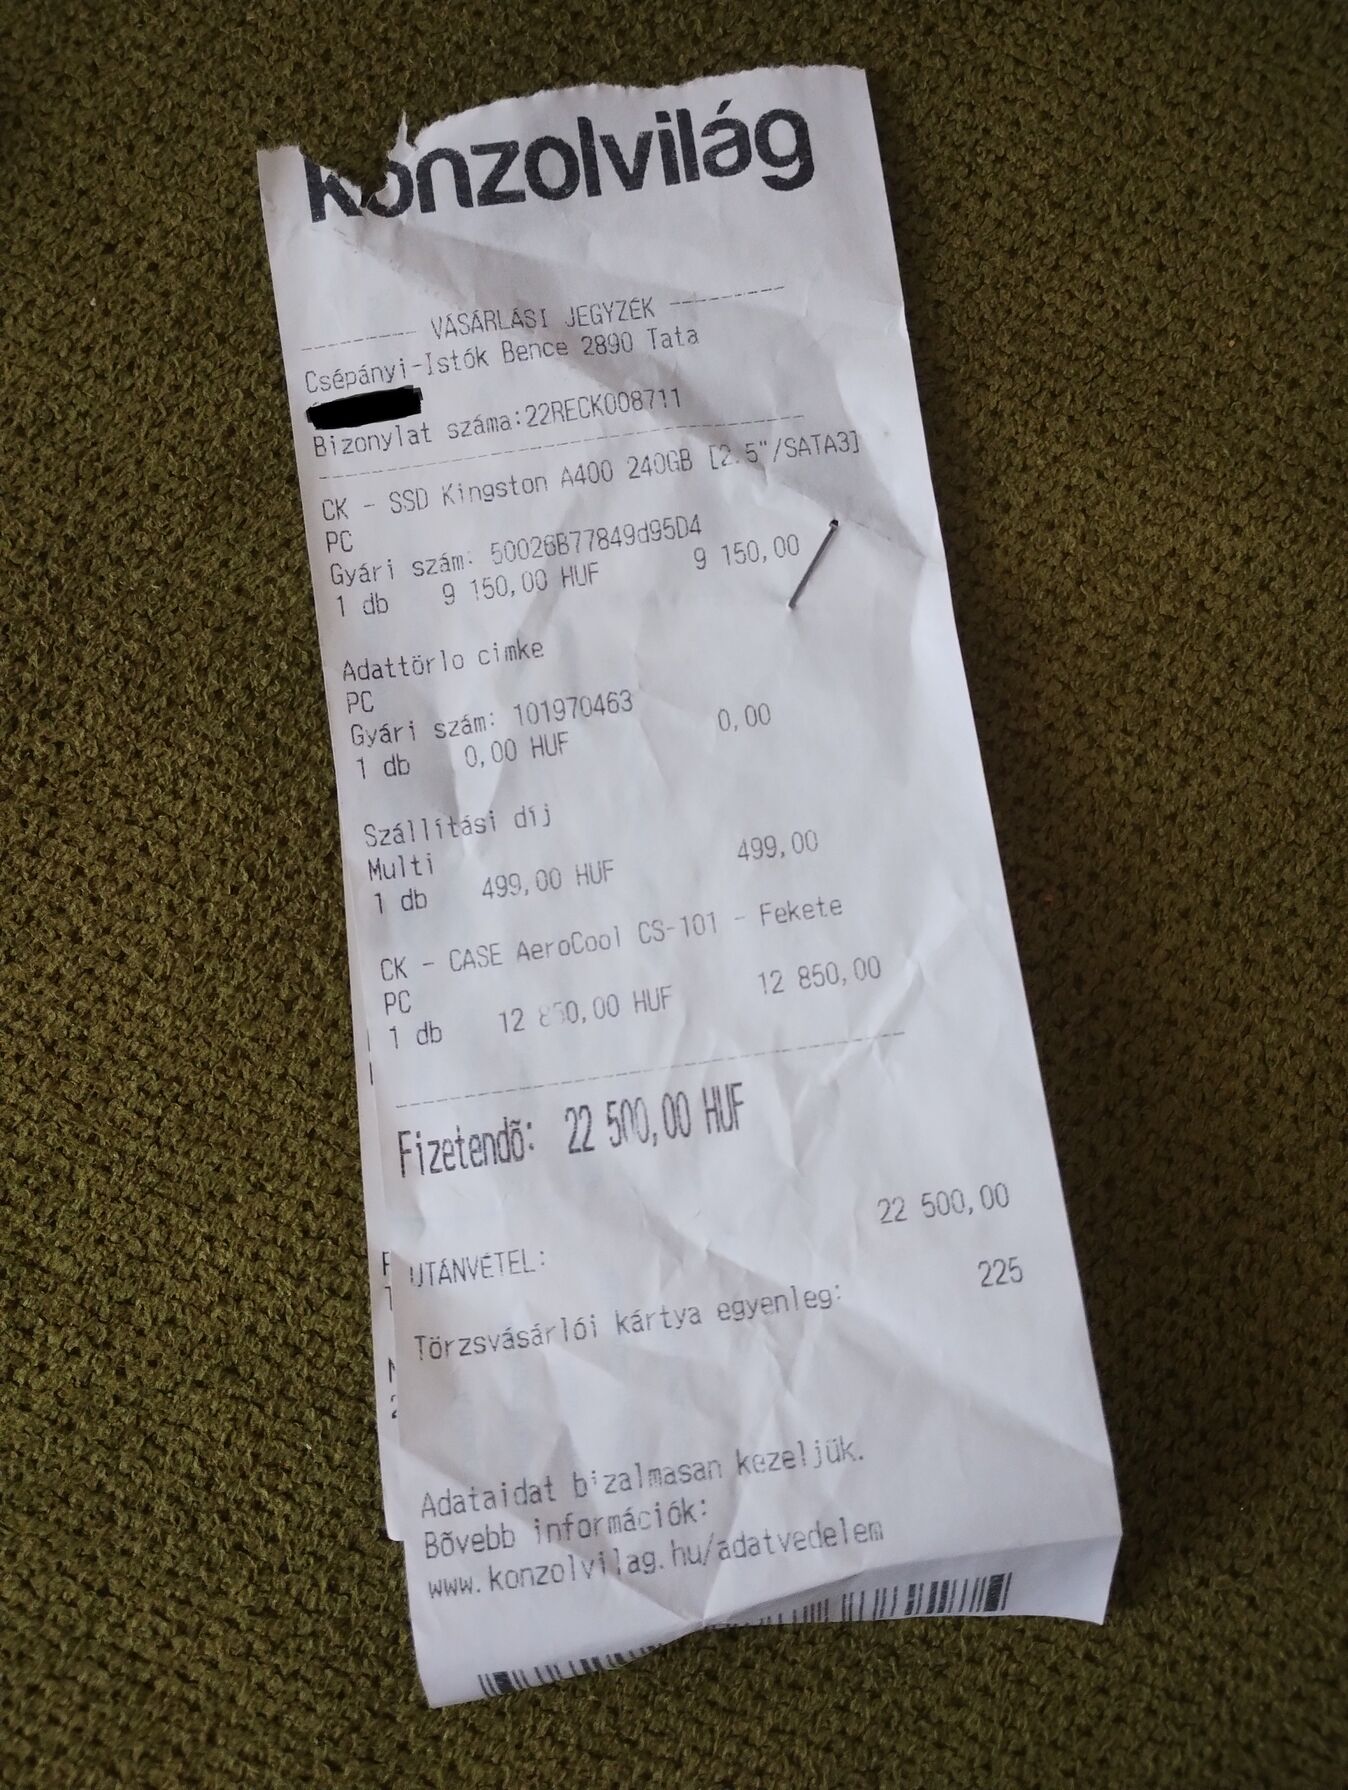 Konzolvilág
VÁSÁRLÁSI JEGYZÉK
Csépányi-Istók Bence 2890 Tata
Bizonylat száma:22RECK008711
CK - SSD Kingston A400 240GB [2.5"/SATA3]
PC
Gyári szám: 50026B77849d95D4
1 db 9 150,00 HUF 9 150,00
Adattörlo cimke
PC
Gyári szám: 101970463
1 db 0,00 HUF 0,00
Szállítási díj
Multi
1 db 499,00 HUF 499,00
CK - CASE AeroCool CS-101 - Fekete
PC
1 db 12 850,00 HUF 12 850,00
Fizetendõ: 22 500,00 HUF
22 500,00
UTÁNVÉTEL:
225
Törzsvásárlói kártya egyenleg:
Adataidat bizalmasan kezeljük.
Bõvebb információk:
www.konzolvilag.hu/adatvedelem